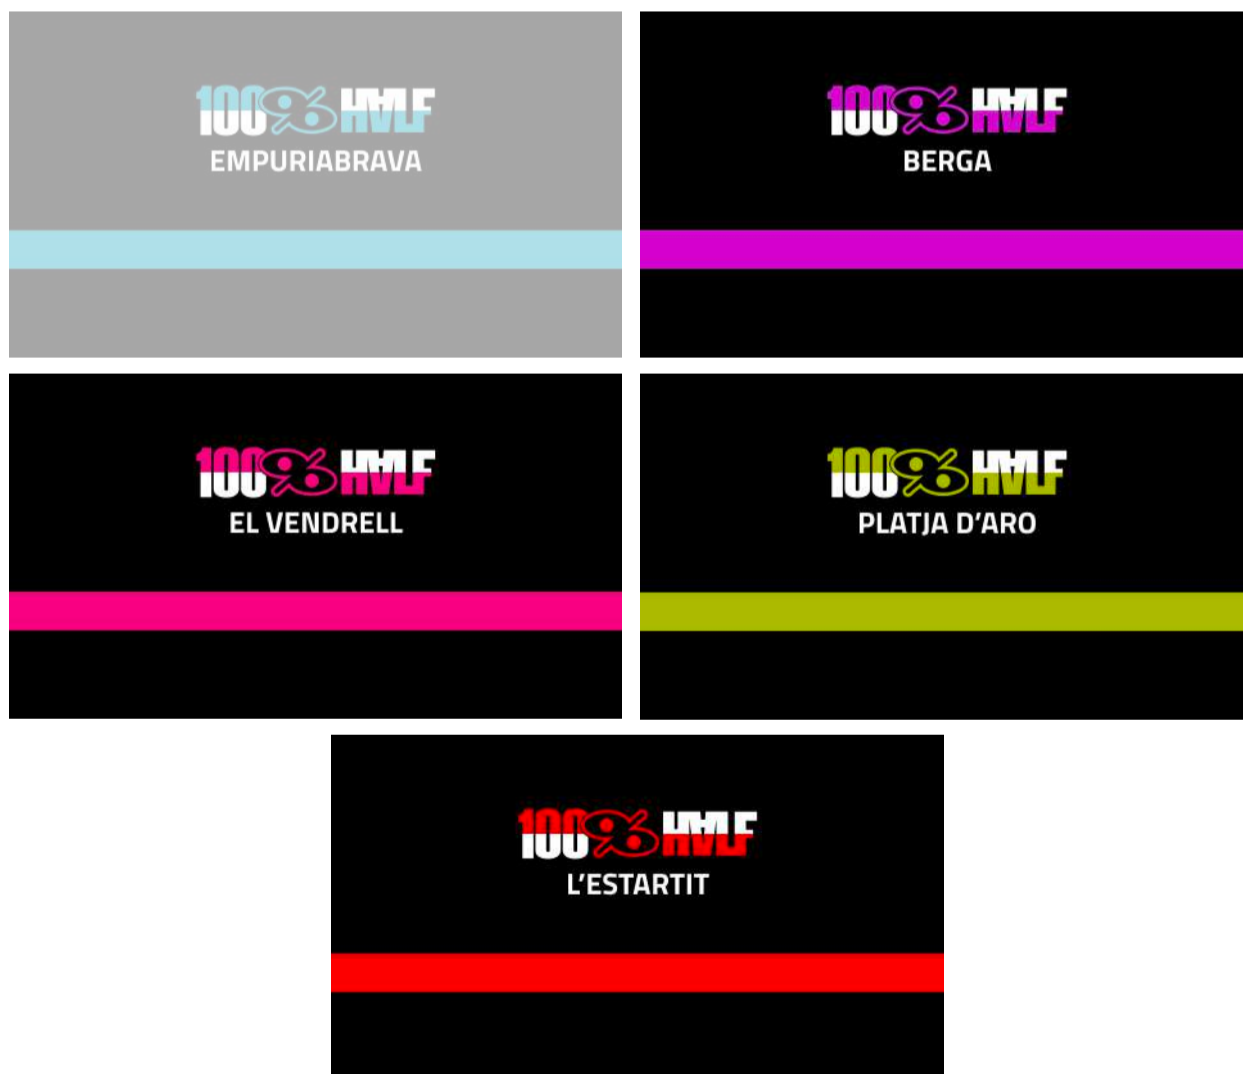 100% HALF
EMPURIABRAVA
100% HALF
BERGA
100% HALF
EL VENDRELL
100% HALF
PLATJA D'ARO
100% HALF
L'ESTARTIT